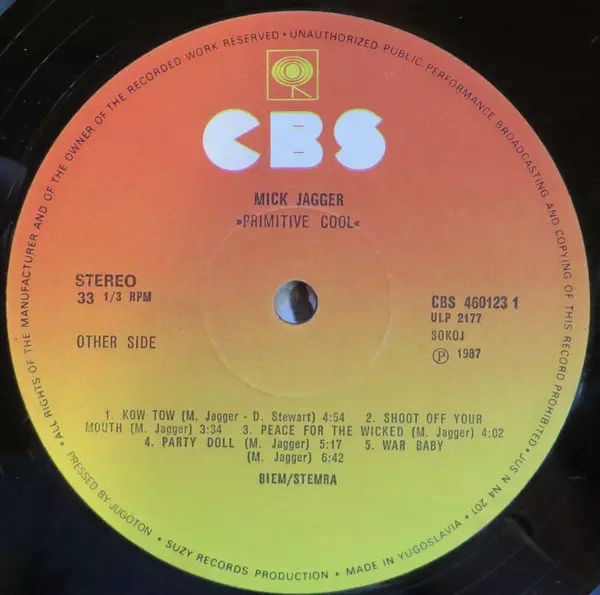 • ALL RIGHTS OF THE MANUFACTURER AND OF THE OWNER OF THE RECORDED WORK RESERVED • UNAUTHORIZED PUBLIC PERFORMANCE BROADCASTING AND COPYING OF THIS RECORD PROHIBITED • JUS N N4 201
CBS
MICK JAGGER
»PRIMITIVE COOL«
STEREO
33 1/3 RPM
OTHER SIDE
CBS 460123 1
ULP 2177
SOKOJ
Ⓟ 1987
1. KOW TOW (M. Jagger - D. Stewart) 4:54 2. SHOOT OFF YOUR
MOUTH (M. Jagger) 3:34 3. PEACE FOR THE WICKED (M. Jagger) 4:02
4. PARTY DOLL (M. Jagger) 5:17 5. WAR BABY
(M. Jagger) 6:42
BIEM/STEMRA
PRESSED BY JUGOTON • SUZY RECORDS PRODUCTION • MADE IN YUGOSLAVIA •